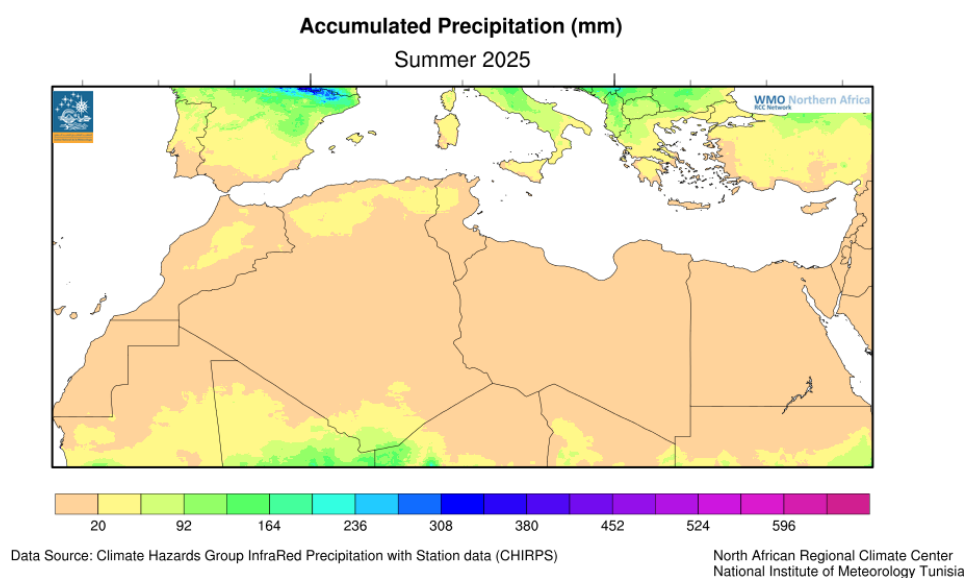 Accumulated Precipitation (mm)
Summer 2025
WMO Northern Africa
RCC Network
20 92 164 236 308 380 452 524 596
Data Source: Climate Hazards Group InfraRed Precipitation with Station data (CHIRPS)
North African Regional Climate Center
National Institute of Meteorology Tunisia